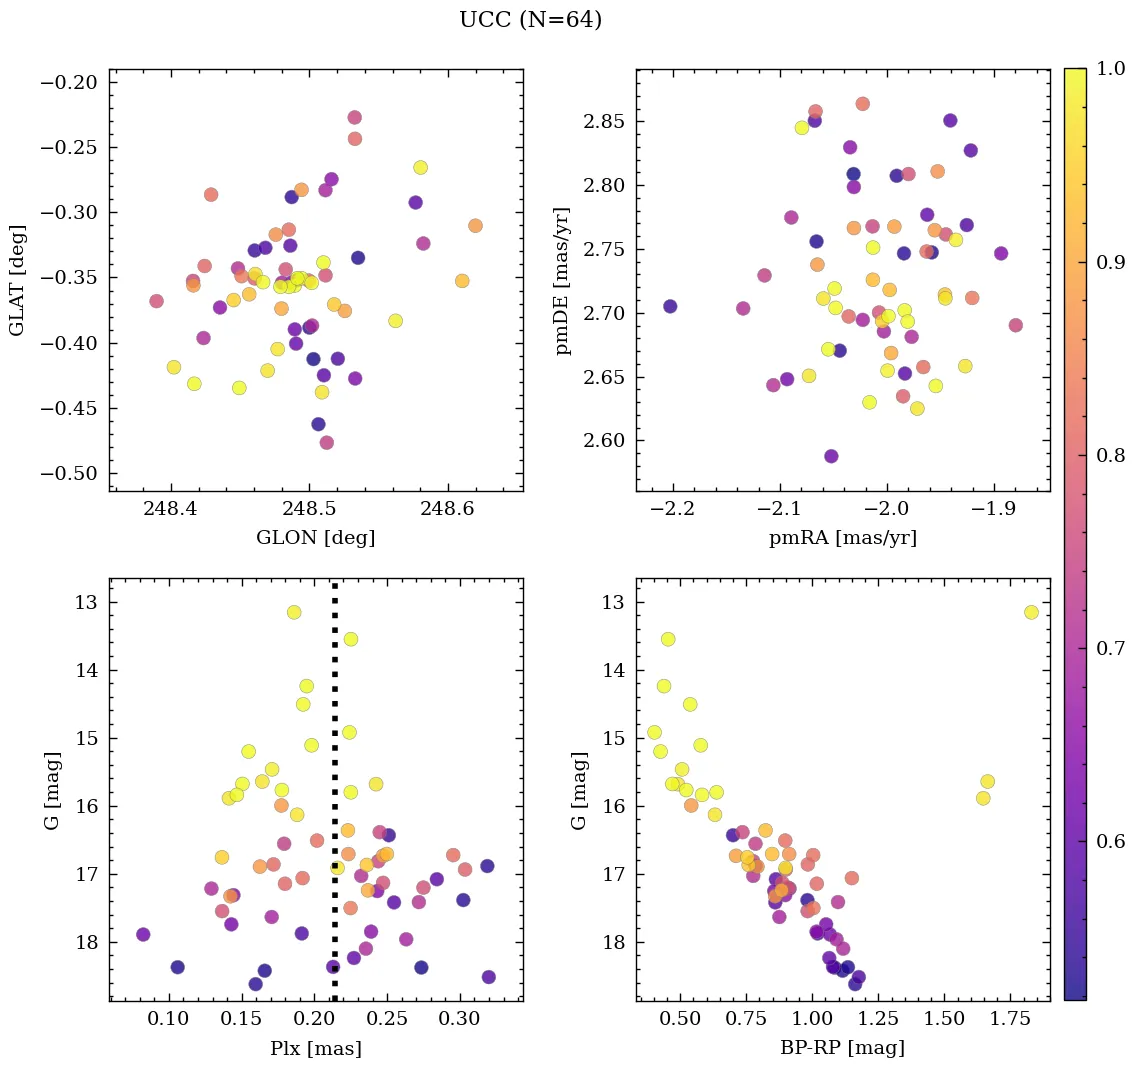 UCC (N=64)
−0.20
−0.25
−0.30
−0.35
−0.40
−0.45
−0.50
GLAT [deg]
248.4 248.5 248.6
GLON [deg]
2.85
2.80
2.75
2.70
2.65
2.60
pmDE [mas/yr]
−2.2 −2.1 −2.0 −1.9
pmRA [mas/yr]
1.0
0.9
0.8
0.7
0.6
13
14
15
16
17
18
G [mag]
0.10 0.15 0.20 0.25 0.30
Plx [mas]
13
14
15
16
17
18
G [mag]
0.50 0.75 1.00 1.25 1.50 1.75
BP-RP [mag]